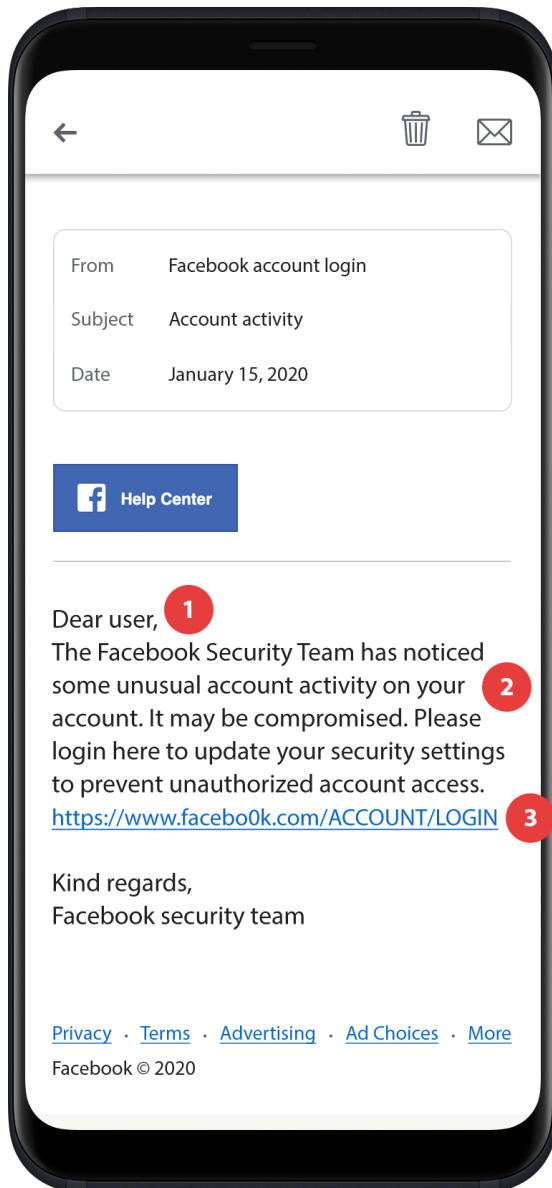 From Facebook account login
Subject Account activity
Date January 15, 2020
f Help Center
Dear user, 1
The Facebook Security Team has noticed
some unusual account activity on your 2
account. It may be compromised. Please
login here to update your security settings
to prevent unauthorized account access.
https://www.facebo0k.com/ACCOUNT/LOGIN 3
Kind regards,
Facebook security team
Privacy · Terms · Advertising · Ad Choices · More
Facebook © 2020